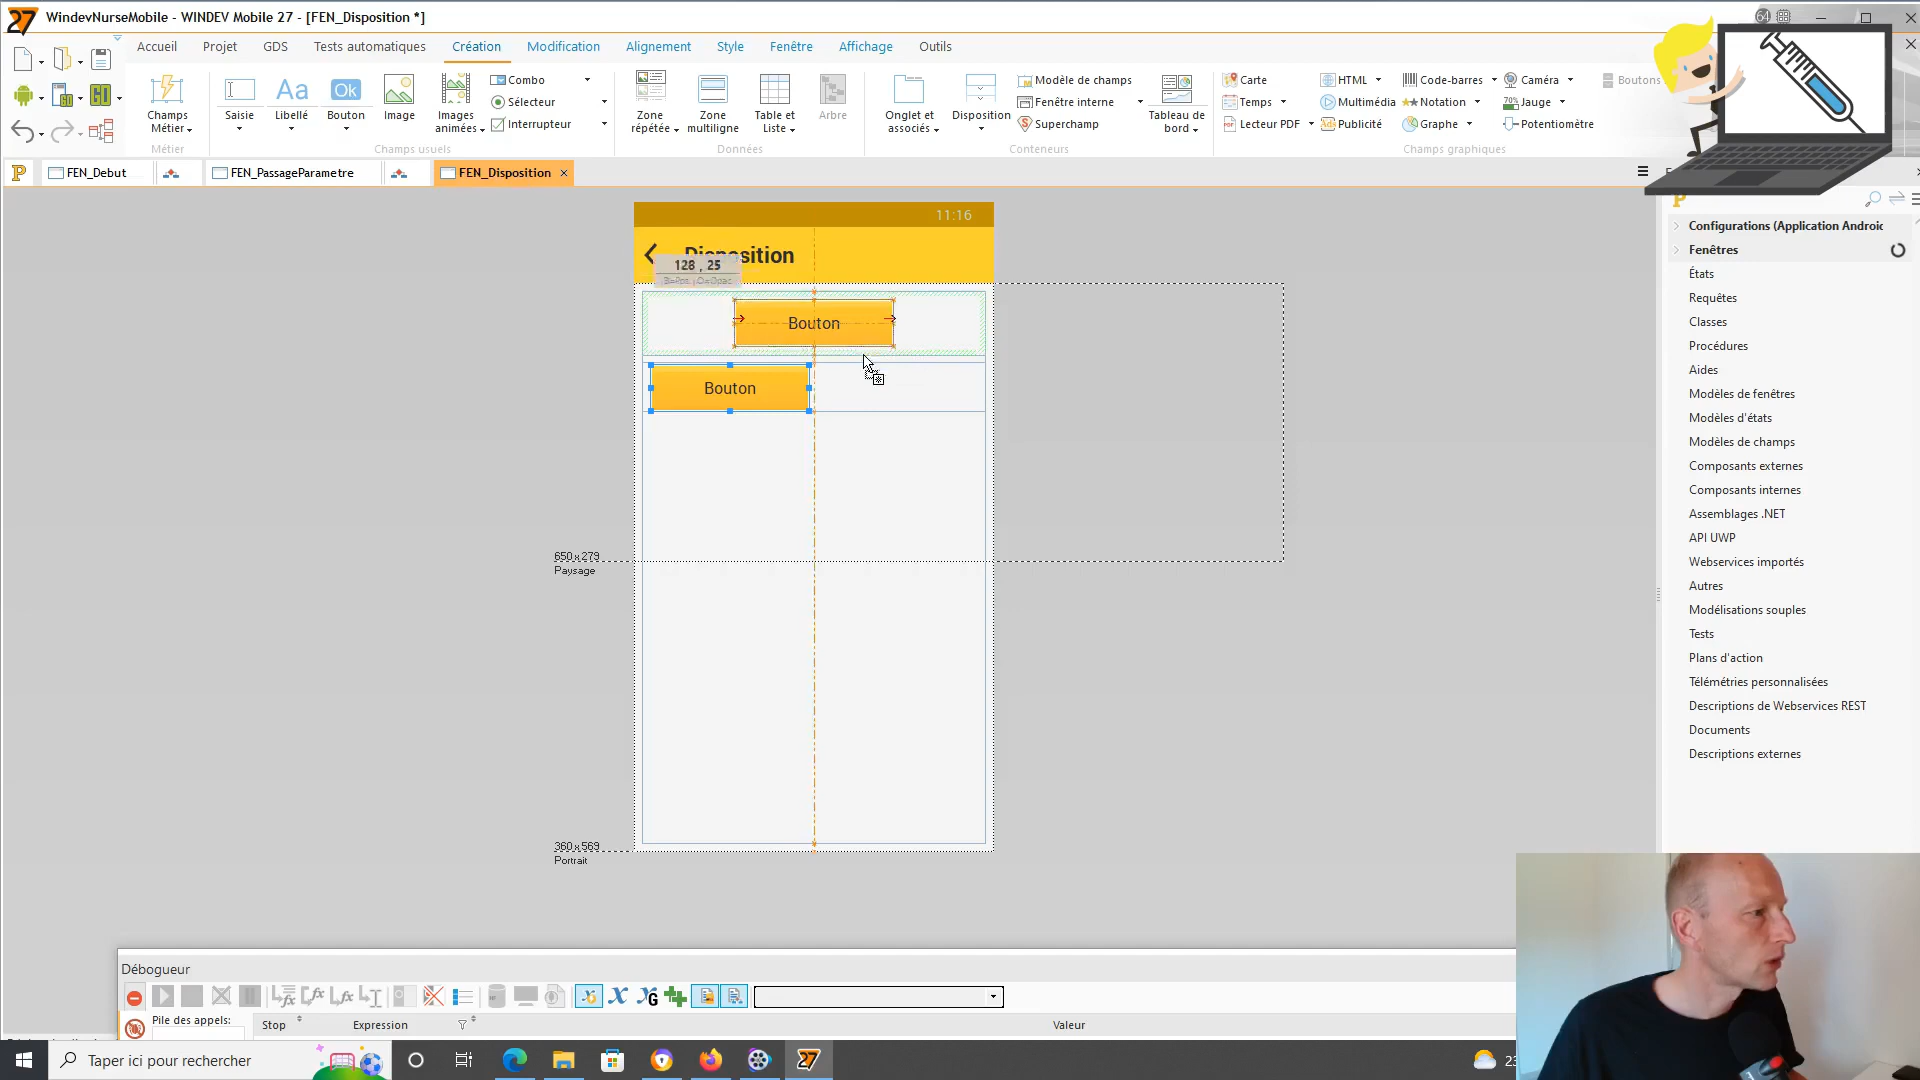 WindevNurseMobile - WINDEV Mobile 27 - [FEN_Disposition *]
64
Accueil
Projet
GDS
Tests automatiques
Création
Modification
Alignement
Style
Fenêtre
Affichage
Outils
Champs Métier
Saisie
Aa
Libellé
Ok
Bouton
Image
Images animées
Combo
Sélecteur
Interrupteur
Zone répétée
Zone multiligne
Table et Liste
Arbre
Onglet et associés
Disposition
Modèle de champs
Fenêtre interne
Superchamp
Tableau de bord
Carte
Temps
Lecteur PDF
HTML
Multimédia
Publicité
Code-barres
Notation
Graphe
Caméra
Jauge
Potentiomètre
Boutons
Métier
Champs usuels
Données
Conteneurs
Champs graphiques
FEN_Debut
FEN_PassageParametre
FEN_Disposition
11:16
Disposition
128 , 25
Bouton
Bouton
650x279
Paysage
360x569
Portrait
Configurations (Application Androic
Fenêtres
États
Requêtes
Classes
Procédures
Aides
Modèles de fenêtres
Modèles d'états
Modèles de champs
Composants externes
Composants internes
Assemblages .NET
API UWP
Webservices importés
Autres
Modélisations souples
Tests
Plans d'action
Télémétries personnalisées
Descriptions de Webservices REST
Documents
Descriptions externes
Débogueur
Pile des appels:
Stop
Expression
Valeur
Taper ici pour rechercher
27